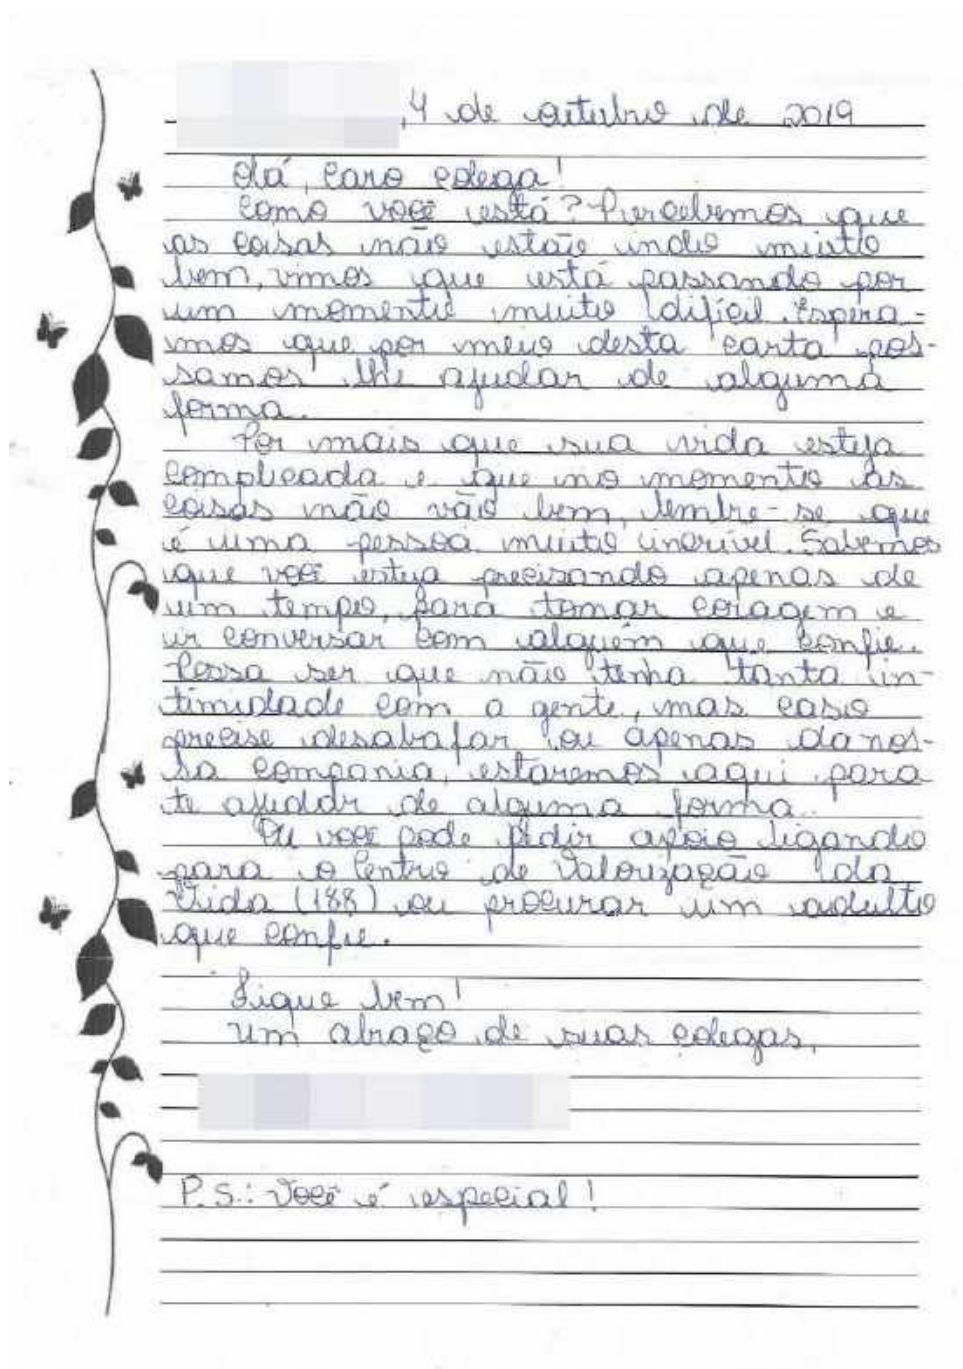 , 4 de outubro de 2019
Olá, caro colega!
Como você está? Percebemos que
as coisas não estão indo muito
bem, vimos que está passando por
um momento muito difícil. Espera-
mos que por meio desta carta pos-
samos lhe ajudar de alguma
forma.
Por mais que sua vida esteja
complicada e que no momento as
coisas não vão bem, lembre-se que
é uma pessoa muito incrível. Sabemos
que você esteja precisando apenas de
um tempo, para tomar coragem e
ir conversar com alguém que confie.
Possa ser que não tenha tanta in-
timidade com a gente, mas caso
precise desabafar ou apenas da nos-
sa compania, estaremos aqui para
te ajudar de alguma forma.
Ou você pode pedir apoio ligando
para o Centro de Valorização da
Vida (188) ou procurar um adulto
que confie.
Fique bem!
Um abraço de suas colegas,
P.S.: Você é especial!